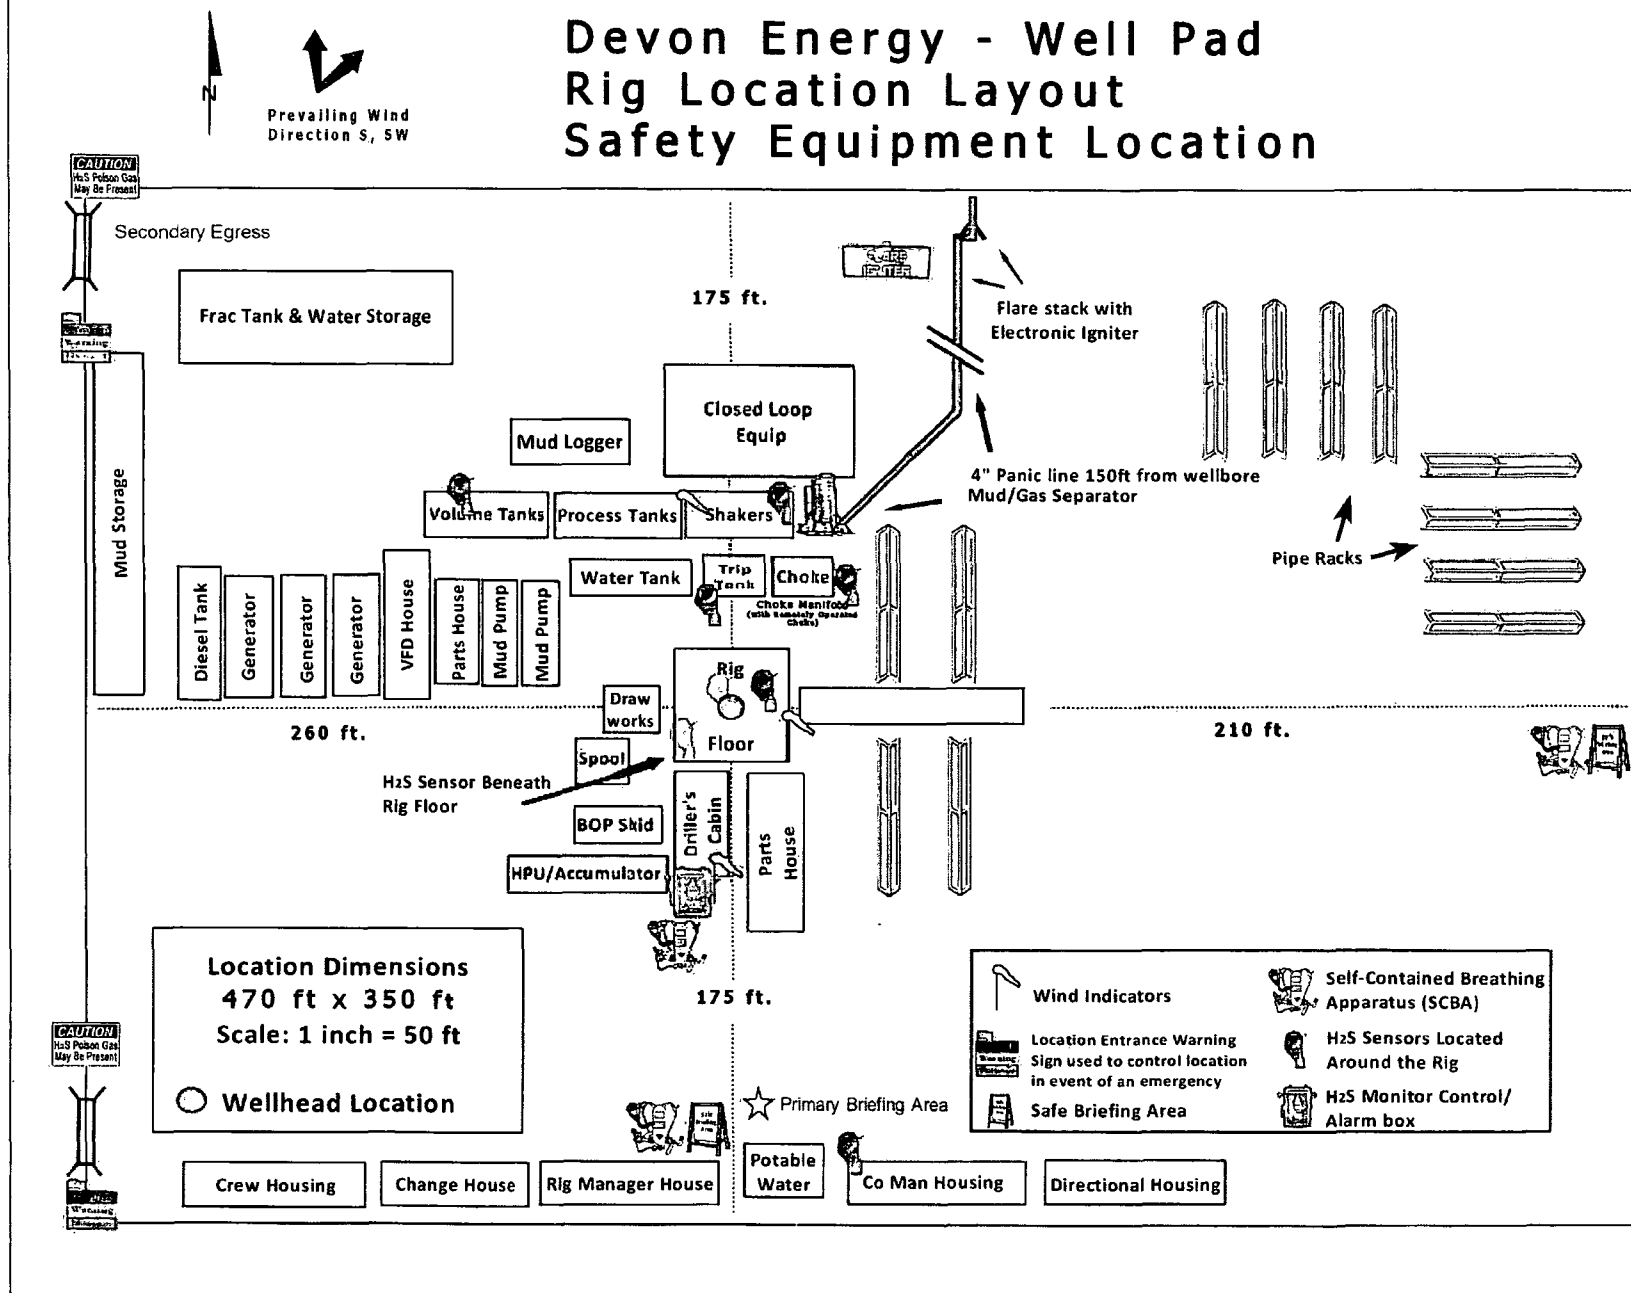 Devon Energy - Well Pad
Rig Location Layout
Safety Equipment Location
N
Prevailing Wind
Direction S, SW
CAUTION
H2S Poison Gas
May Be Present
Secondary Egress
Frac Tank & Water Storage
175 ft.
FLARE
IGNITER
Flare stack with
Electronic Igniter
Warning
Closed Loop
Equip
Mud Logger
4" Panic line 150ft from wellbore
Mud/Gas Separator
Mud Storage
Volume Tanks
Process Tanks
Shakers
Pipe Racks
Water Tank
Trip
Tank
Choke
Choke Manifold
(with Remotely Operated
Choke)
Diesel Tank
Generator
Generator
Generator
VFD House
Parts House
Mud Pump
Mud Pump
Rig
Floor
Draw
works
260 ft.
210 ft.
Spool
H2S Sensor Beneath
Rig Floor
BOP Skid
Driller's
Cabin
Parts
House
HPU/Accumulator
Location Dimensions
470 ft x 350 ft
Scale: 1 inch = 50 ft
Wellhead Location
175 ft.
Wind Indicators
Location Entrance Warning
Sign used to control location
in event of an emergency
Safe Briefing Area
Self-Contained Breathing
Apparatus (SCBA)
H2S Sensors Located
Around the Rig
H2S Monitor Control/
Alarm box
Warning
CAUTION
H2S Poison Gas
May Be Present
Primary Briefing Area
Crew Housing
Change House
Rig Manager House
Potable
Water
Co Man Housing
Directional Housing
Warning